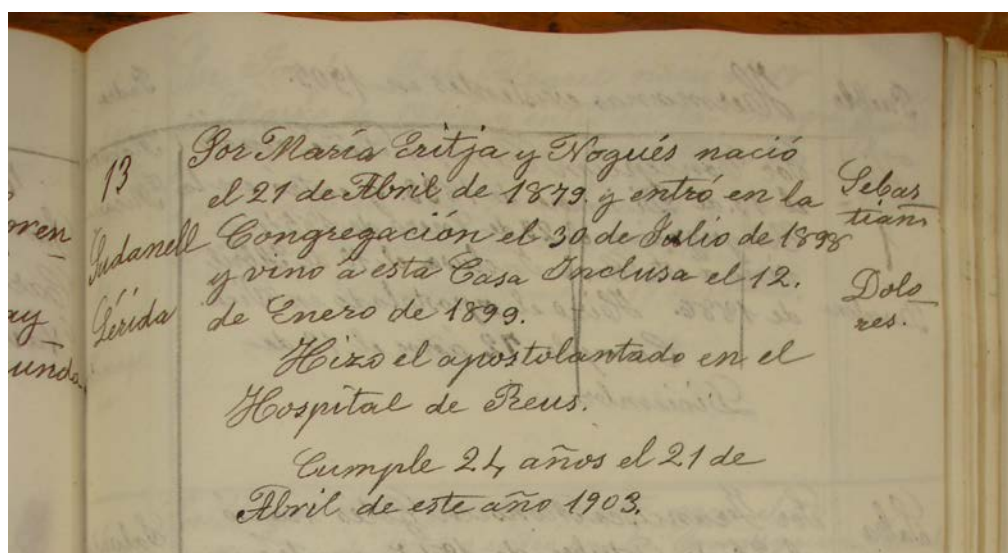 13
Sudanell
Lérida
Sor María Eritja y Nogués nació
el 21 de Abril de 1879. y entró en la
Congregación el 30 de Julio de 1898
y vino á esta Casa Inclusa el 12.
de Enero de 1899.
Hizo el apostolantado en el
Hospital de Reus.
Cumple 24 años el 21 de
Abril de este año 1903.
Sebas
tian
Dolo
res.